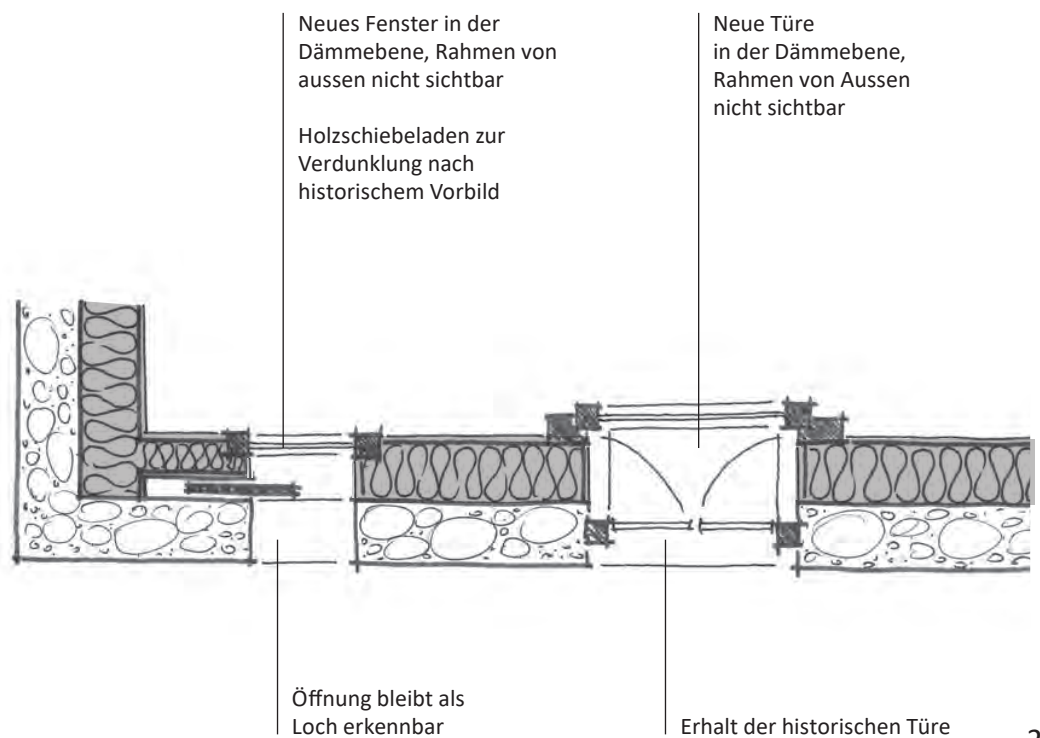 Neues Fenster in der
Dämmebene, Rahmen von
aussen nicht sichtbar
Holzschiebeladen zur
Verdunklung nach
historischem Vorbild
Neue Türe
in der Dämmebene,
Rahmen von Aussen
nicht sichtbar
Öffnung bleibt als
Loch erkennbar
Erhalt der historischen Türe